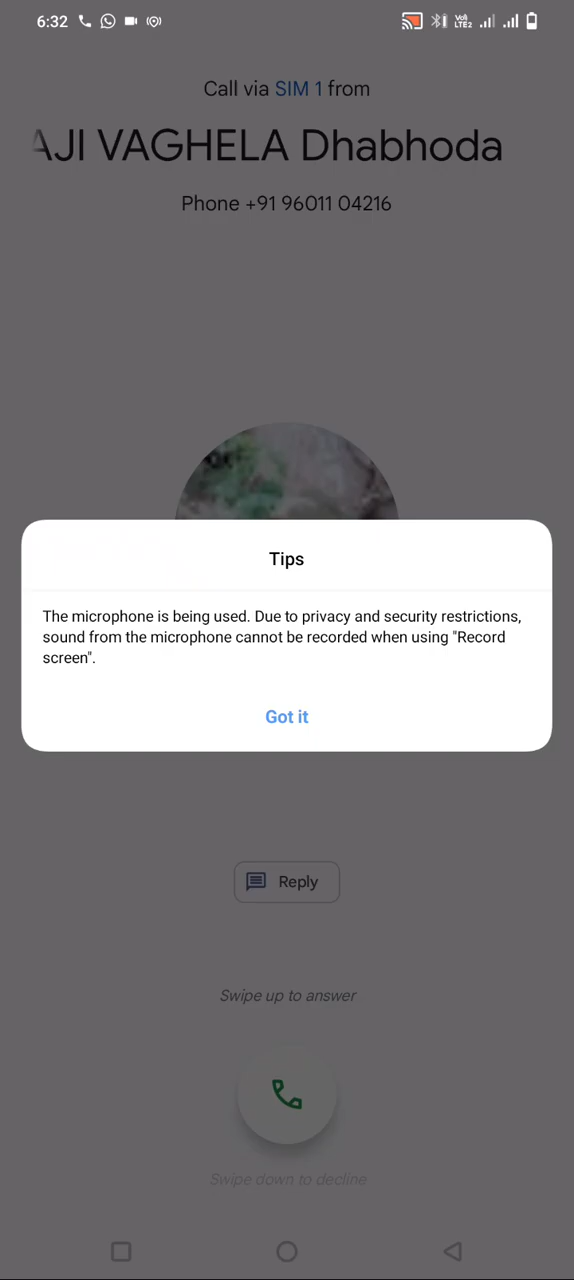 6:32
Vo)
LTE2
Call via SIM 1 from
AJI VAGHELA Dhabhoda
Phone +91 96011 04216
Tips
The microphone is being used. Due to privacy and security restrictions,
sound from the microphone cannot be recorded when using "Record
screen".
Got it
Reply
Swipe up to answer
Swipe down to decline